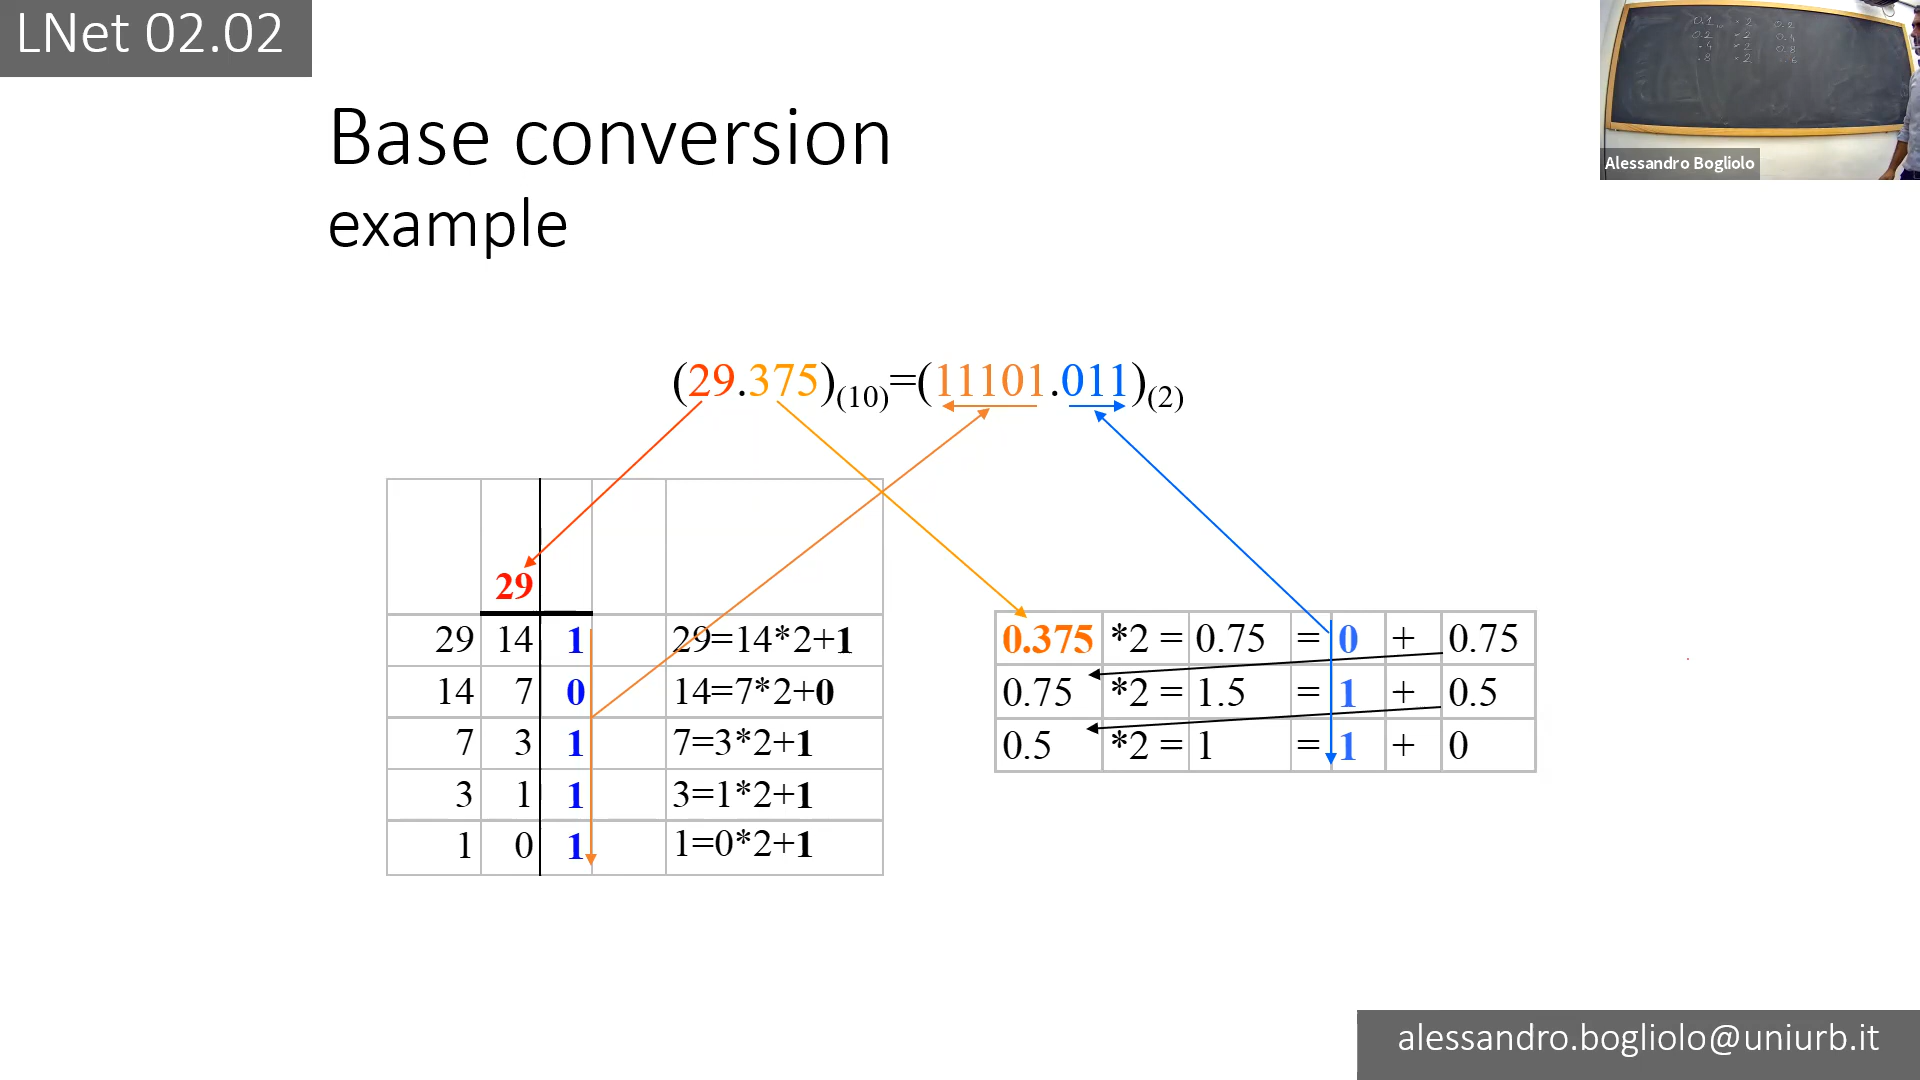 LNet 02.02
Alessandro Bogliolo
Base conversion
example
(29.375)(10)=(11101.011)(2)
29
29 14 1 29=14*2+1
14 7 0 14=7*2+0
7 3 1 7=3*2+1
3 1 1 3=1*2+1
1 0 1 1=0*2+1
0.375 *2 = 0.75 = 0 + 0.75
0.75 *2 = 1.5 = 1 + 0.5
0.5 *2 = 1 = 1 + 0
alessandro.bogliolo@uniurb.it